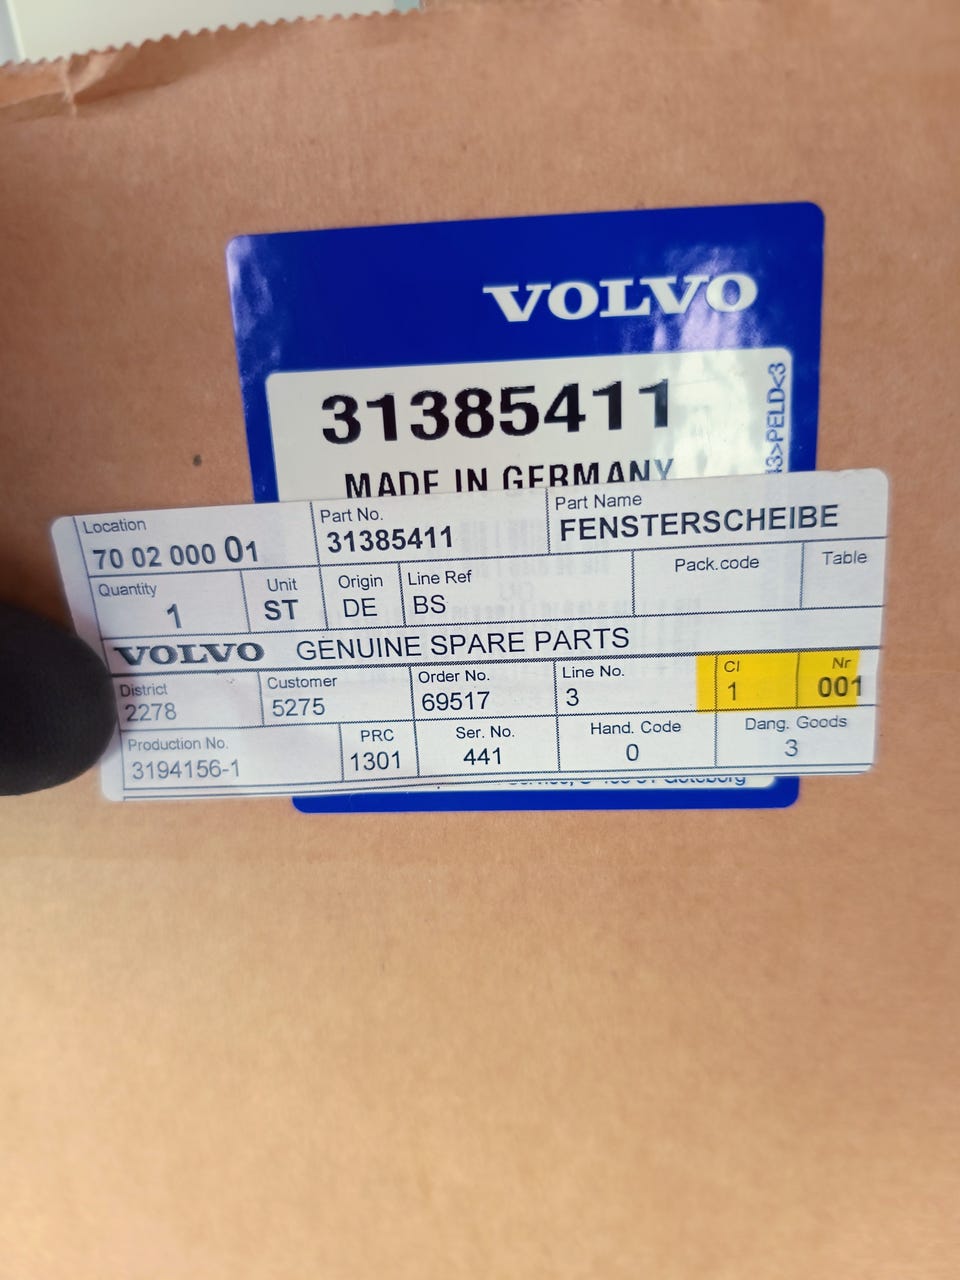 VOLVO
31385411
MADE IN GERMANY
Location Part No. Part Name
70 02 000 01 31385411 FENSTERSCHEIBE
Quantity Unit Origin Line Ref Pack.code Table
1 ST DE BS
VOLVO GENUINE SPARE PARTS
District Customer Order No. Line No. Cl Nr
2278 5275 69517 3 1 001
Production No. PRC Ser. No. Hand. Code Dang. Goods
3194156-1 1301 441 0 3
>PELD<3